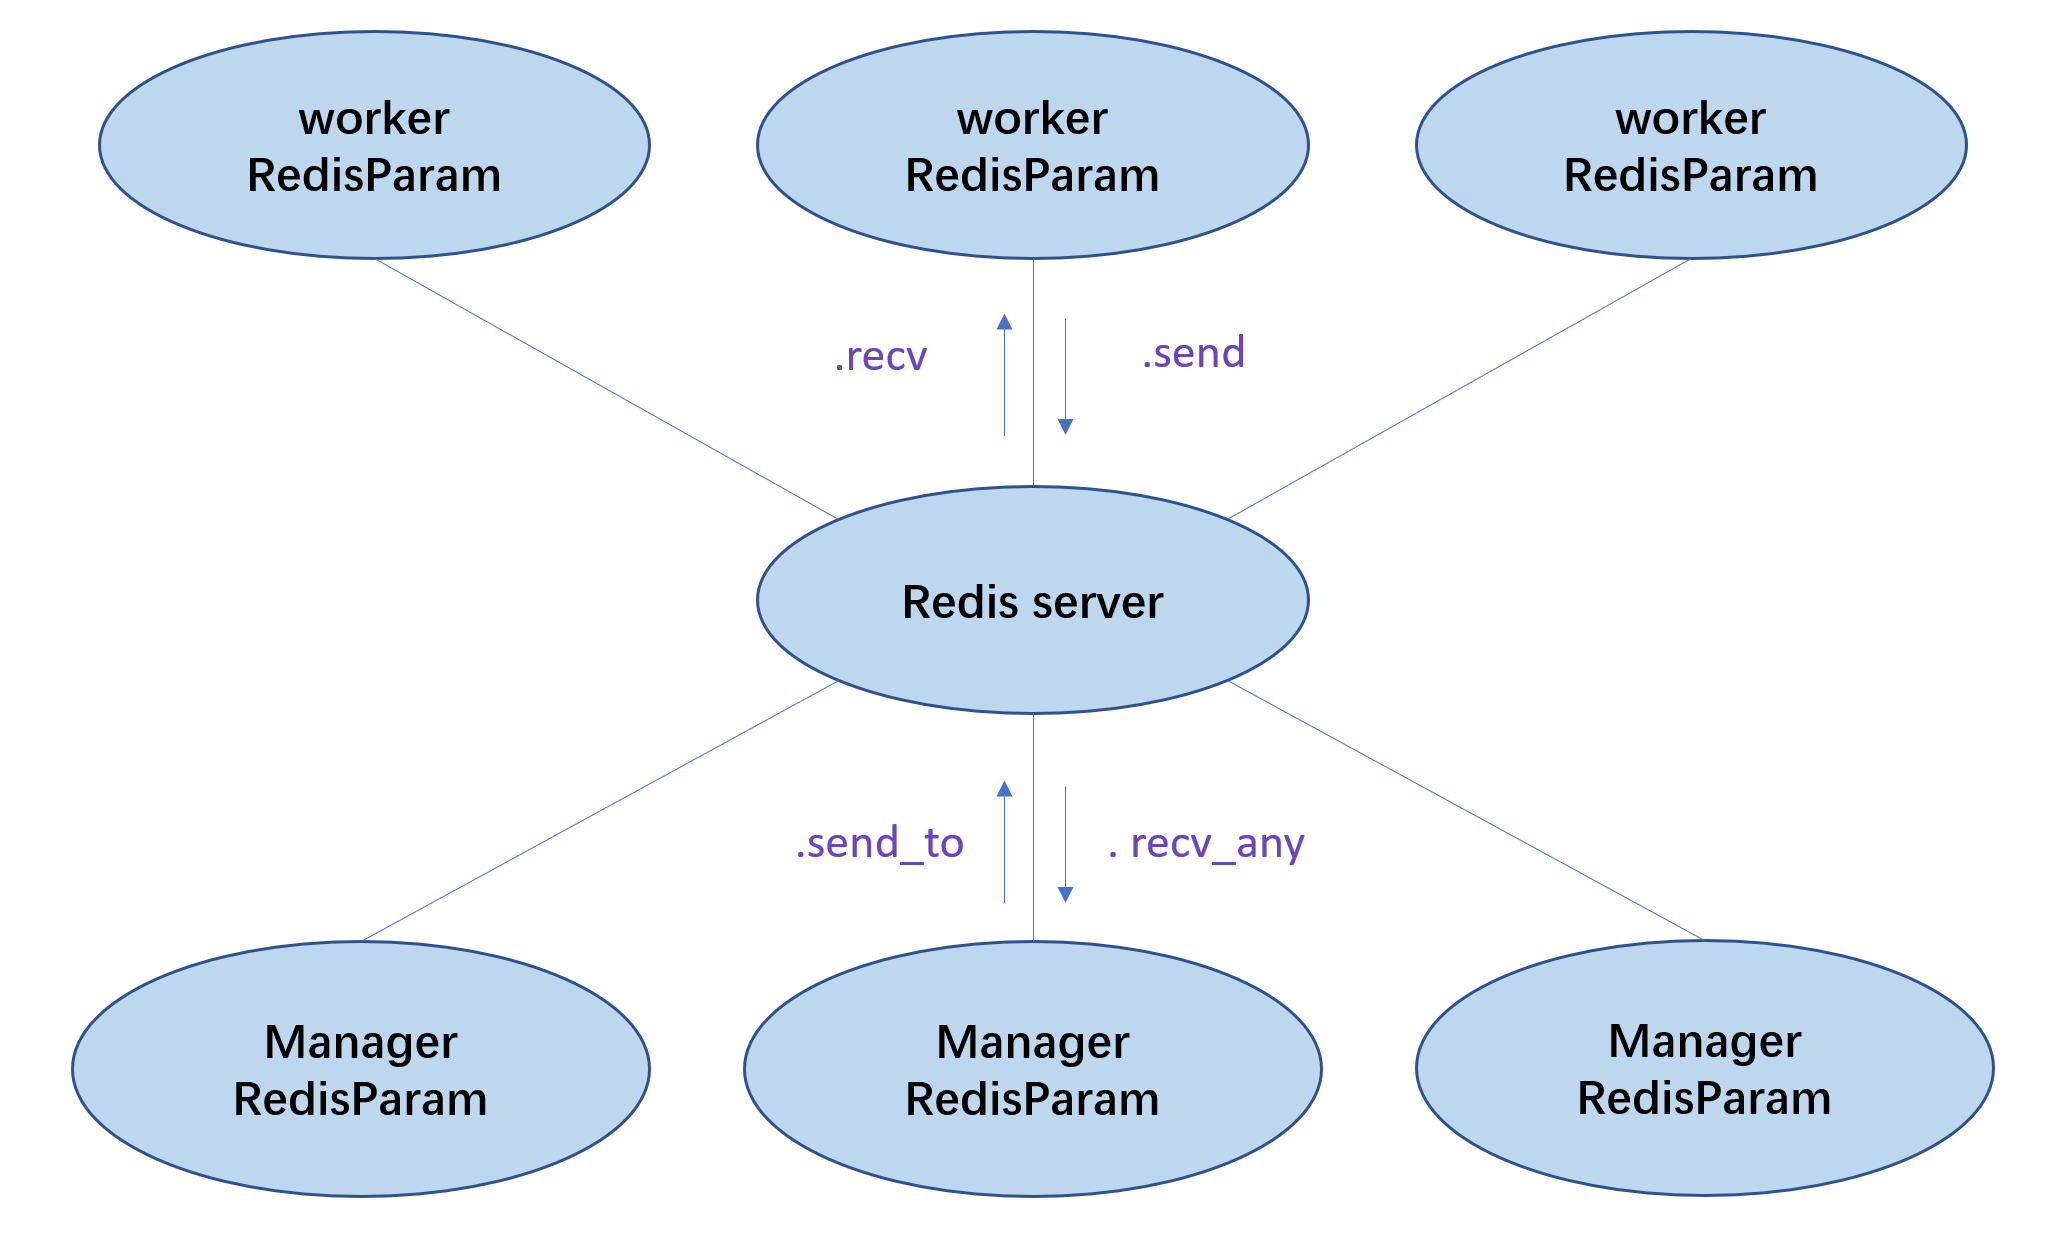 worker
RedisParam
worker
RedisParam
worker
RedisParam
.recv
.send
Redis server
.send_to
. recv_any
Manager
RedisParam
Manager
RedisParam
Manager
RedisParam